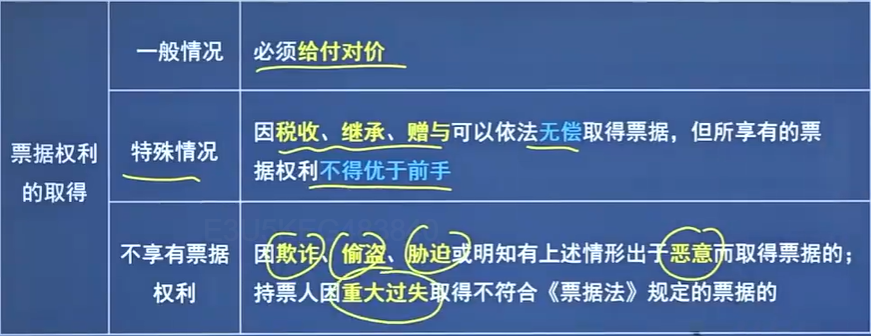 票据权利
的取得
一般情况
必须给付对价
特殊情况
因税收、继承、赠与可以依法无偿取得票据，但所享有的票
据权利不得优于前手
不享有票据
权利
因欺诈、偷盗、胁迫或明知有上述情形出于恶意而取得票据的；
持票人因重大过失取得不符合《票据法》规定的票据的